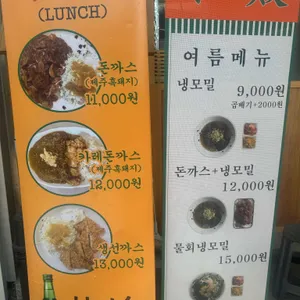 (LUNCH)
돈까스
(제주흑돼지)
11,000원
카레돈까스
(제주흑돼지)
12,000원
생선까스
13,000원
여름메뉴
냉모밀
9,000원
곱빼기+2000원
돈까스+냉모밀
12,000원
물회냉모밀
15,000원